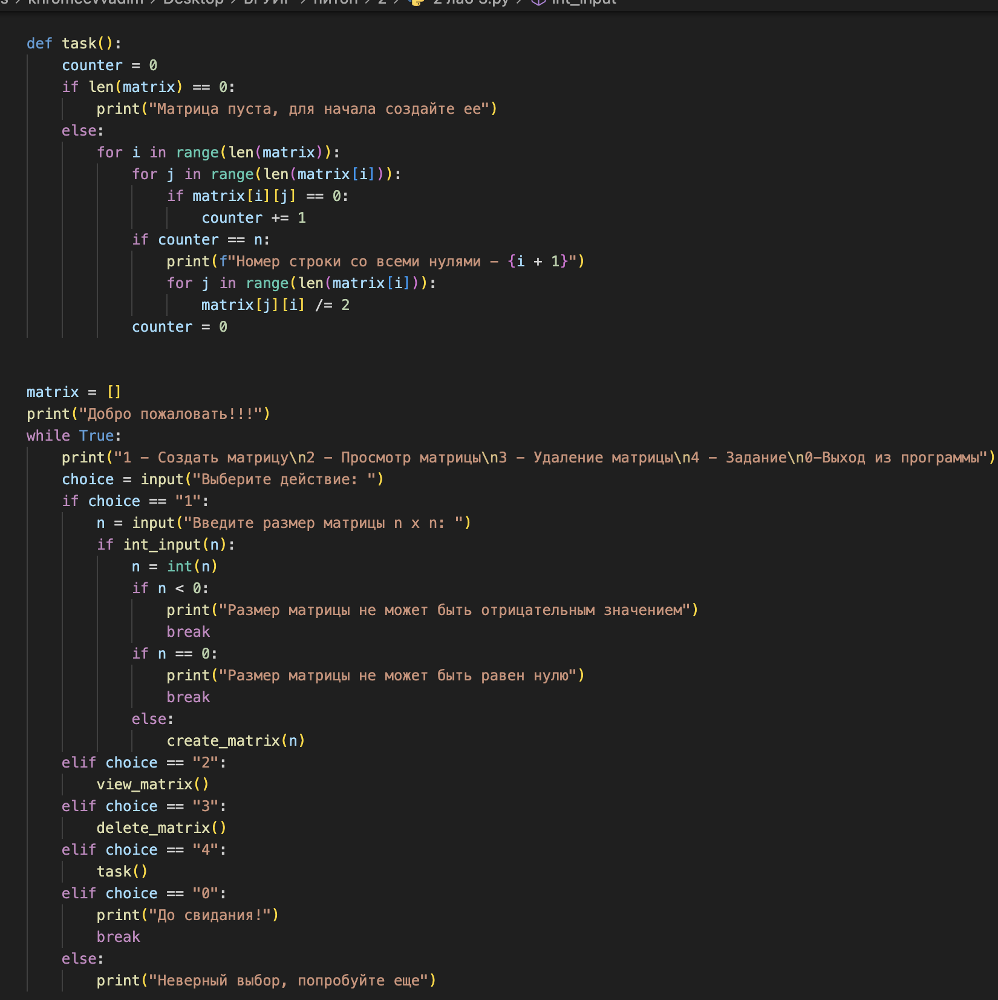 def task():
    counter = 0
    if len(matrix) == 0:
        print("Матрица пуста, для начала создайте ее")
    else:
        for i in range(len(matrix)):
            for j in range(len(matrix[i])):
                if matrix[i][j] == 0:
                    counter += 1
            if counter == n:
                print(f"Номер строки со всеми нулями - {i + 1}")
                for j in range(len(matrix[i])):
                    matrix[j][i] /= 2
            counter = 0
matrix = []
print("Добро пожаловать!!!")
while True:
    print("1 - Создать матрицу\n2 - Просмотр матрицы\n3 - Удаление матрицы\n4 - Задание\n0-Выход из программы")
    choice = input("Выберите действие: ")
    if choice == "1":
        n = input("Введите размер матрицы n x n: ")
        if int_input(n):
            n = int(n)
            if n < 0:
                print("Размер матрицы не может быть отрицательным значением")
                break
            if n == 0:
                print("Размер матрицы не может быть равен нулю")
                break
            else:
                create_matrix(n)
    elif choice == "2":
        view_matrix()
    elif choice == "3":
        delete_matrix()
    elif choice == "4":
        task()
    elif choice == "0":
        print("До свидания!")
        break
    else:
        print("Неверный выбор, попробуйте еще")